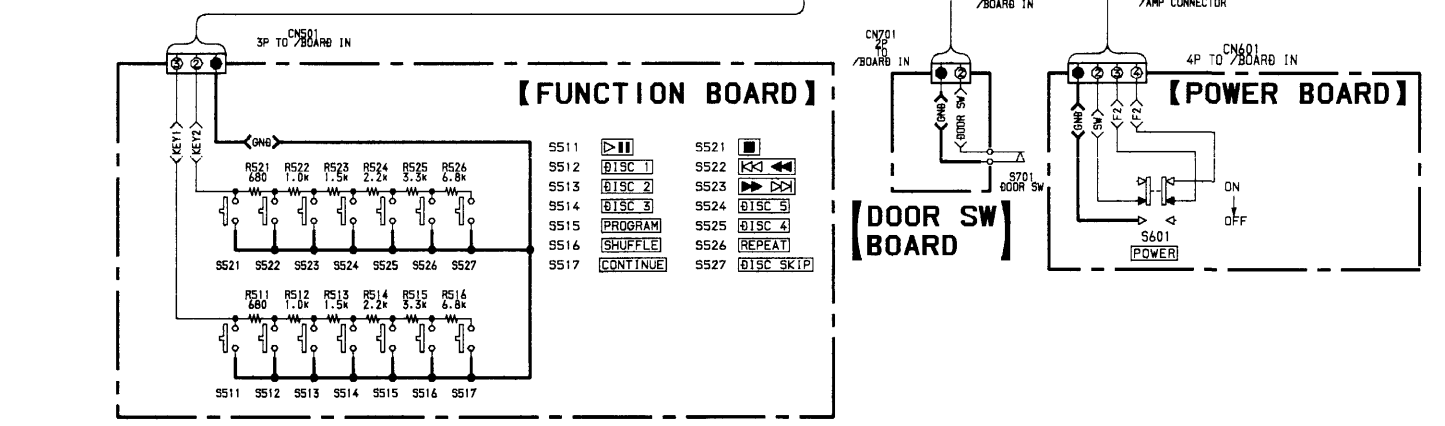 /BOARD IN
/AMP CONNECTOR
CN501
3P TO /BOARD IN
CN701
2P
TO
/BOARD IN
CN601
4P TO /BOARD IN
3 2
2
2 3 4
【FUNCTION BOARD】
【POWER BOARD】
KEY1
KEY2
GND
GND
DOOR SW
GND
SW
F2
F2
R521 R522 R523 R524 R525 R526
680 1.0k 1.5k 2.2k 3.3k 6.8k
S521 S522 S523 S524 S525 S526 S527
R511 R512 R513 R514 R515 R516
680 1.0k 1.5k 2.2k 3.3k 6.8k
S511 S512 S513 S514 S515 S516 S517
S511 ▷▮▮
S512 DISC 1
S513 DISC 2
S514 DISC 3
S515 PROGRAM
S516 SHUFFLE
S517 CONTINUE
S521 ■
S522 |◁◁ ◀◀
S523 ▶▶ ▷▷|
S524 DISC 5
S525 DISC 4
S526 REPEAT
S527 DISC SKIP
S701
DOOR SW
【DOOR SW
BOARD】
ON
OFF
S601
POWER